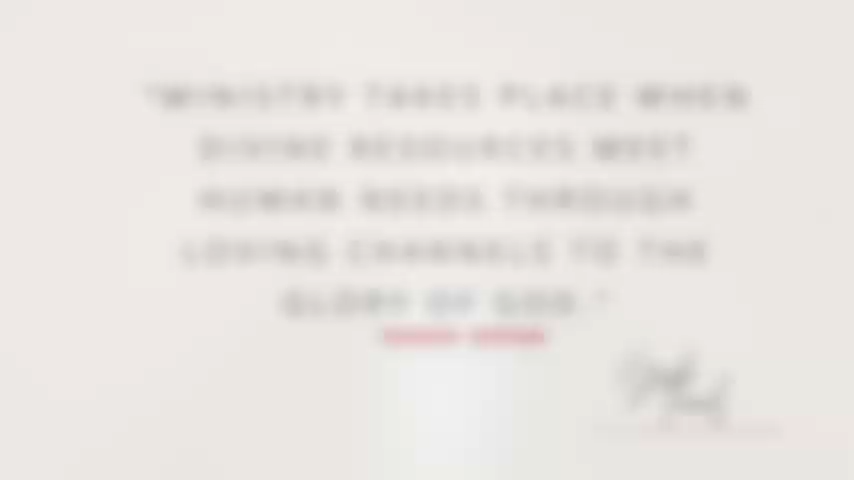 "MINISTRY TAKES PLACE WHEN
DIVINE RESOURCES MEET
HUMAN NEEDS THROUGH
LOVING CHANNELS TO THE
GLORY OF GOD."